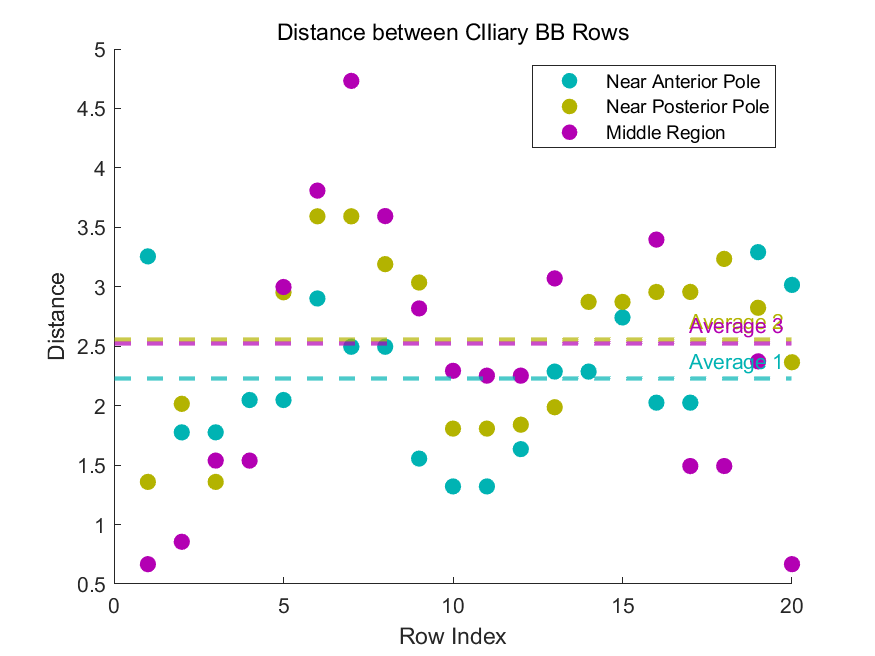 Distance between CIliary BB Rows
5
4.5
4
3.5
3
2.5
2
1.5
1
0.5
0
5
10
15
20
Distance
Row Index
Near Anterior Pole
Near Posterior Pole
Middle Region
Average 2
Average 3
Average 1